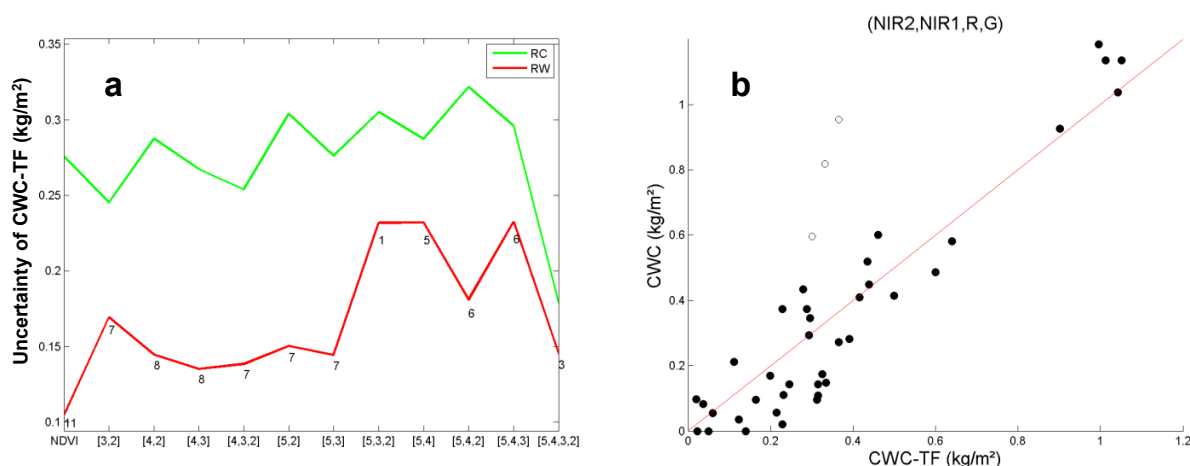 a
Uncertainty of CWC-TF (kg/m²)
0.35
0.3
0.25
0.2
0.15
0.1
RC
RW
11
7
8
8
7
7
7
1
5
6
6
3
NDVI [3,2] [4,2] [4,3] [4,3,2] [5,2] [5,3] [5,3,2] [5,4] [5,4,2] [5,4,3] [5,4,3,2]
(NIR2,NIR1,R,G)
b
CWC (kg/m²)
1
0.8
0.6
0.4
0.2
0
0 0.2 0.4 0.6 0.8 1 1.2
CWC-TF (kg/m²)